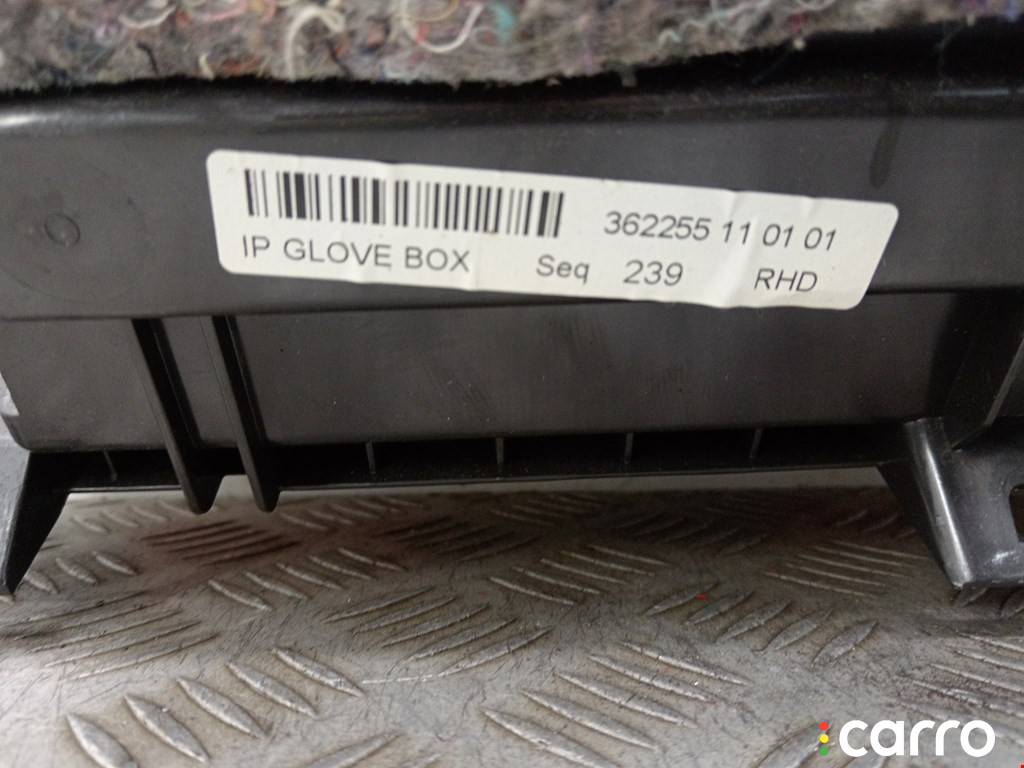 362255 11 01 01
IP GLOVE BOX Seq 239 RHD
carro